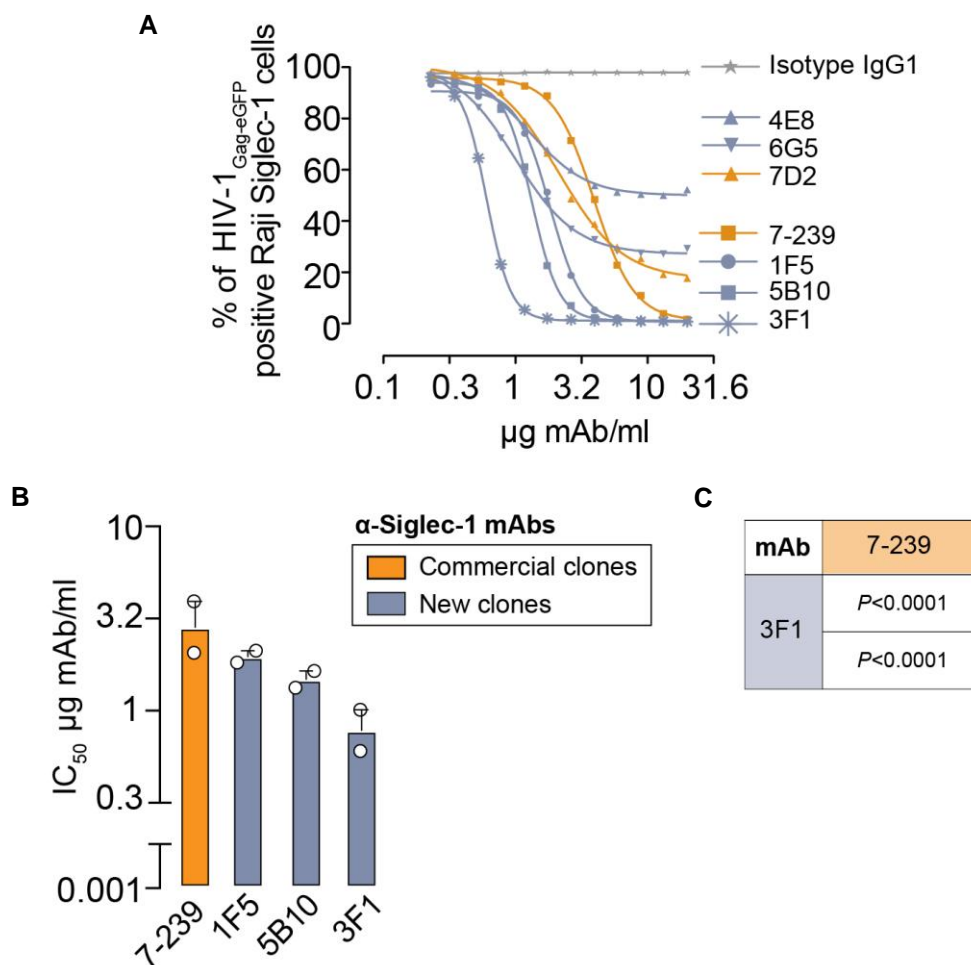 A
% of HIV-1Gag-eGFP
positive Raji Siglec-1 cells
100
80
60
40
20
0
0.1 0.3 1 3.2 10 31.6
µg mAb/ml
Isotype IgG1
4E8
6G5
7D2
7-239
1F5
5B10
3F1
B
IC50 µg mAb/ml
10
3.2
1
0.3
0.001
7-239 1F5 5B10 3F1
α-Siglec-1 mAbs
Commercial clones
New clones
C
mAb 7-239
3F1
P<0.0001
P<0.0001